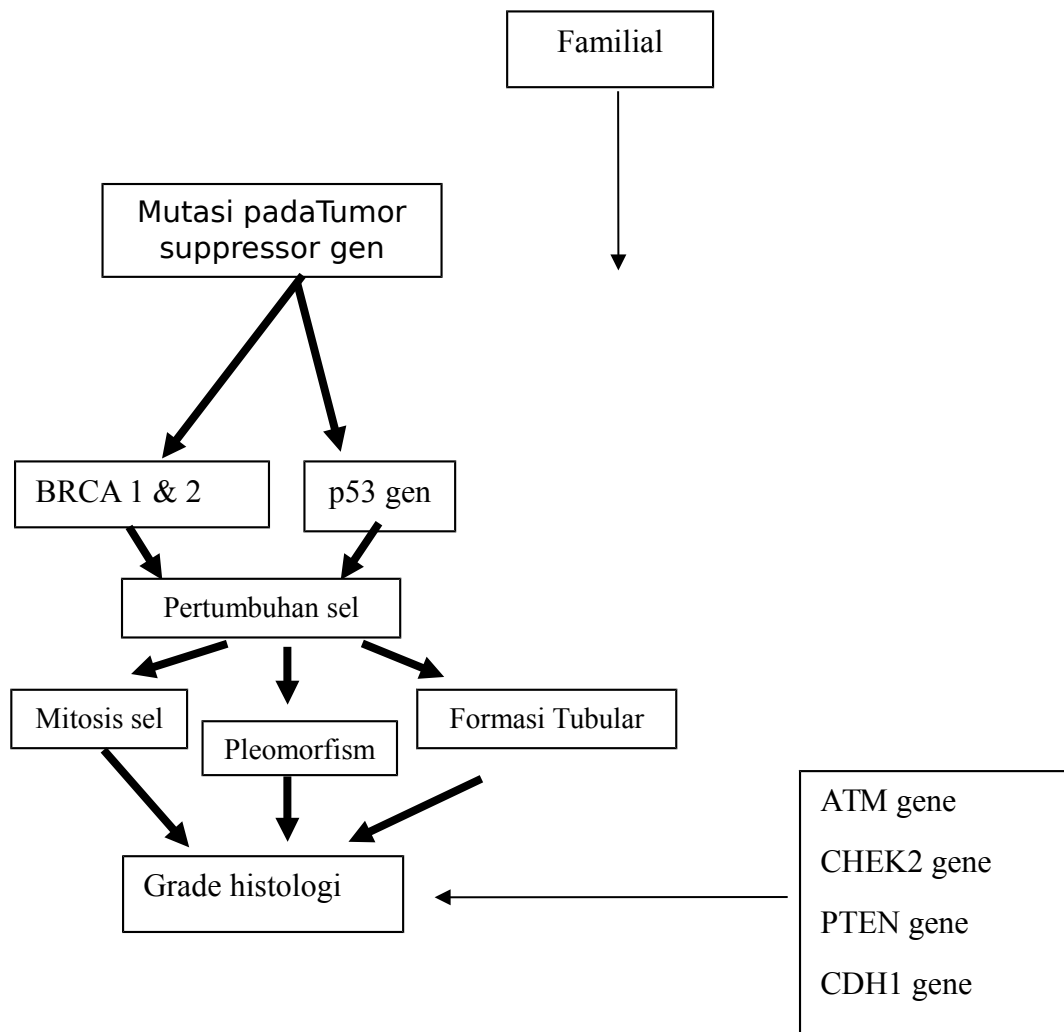 Familial
Mutasi padaTumor
suppressor gen
BRCA 1 & 2
p53 gen
Pertumbuhan sel
Mitosis sel
Pleomorfism
Formasi Tubular
Grade histologi
ATM gene
CHEK2 gene
PTEN gene
CDH1 gene